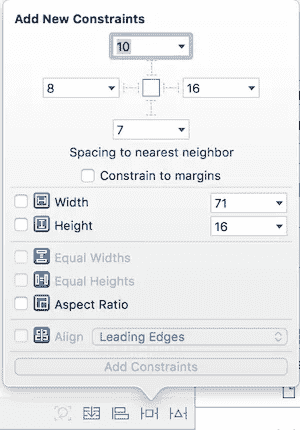 Add New Constraints
10
8
16
7
Spacing to nearest neighbor
Constrain to margins
Width 71
Height 16
Equal Widths
Equal Heights
Aspect Ratio
Align Leading Edges
Add Constraints